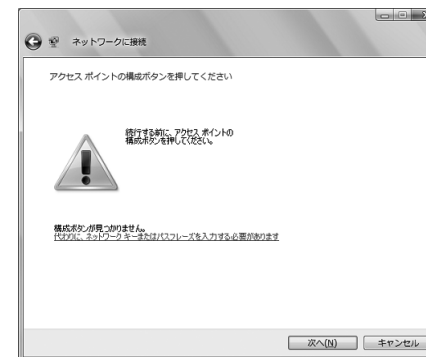 ネットワークに接続
アクセス ポイントの構成ボタンを押してください
続行する前に、アクセス ポイントの
構成ボタンを押してください。
構成ボタンが見つかりません。
代わりに、ネットワーク キーまたはパスフレーズを入力する必要があります
次へ(N)
キャンセル